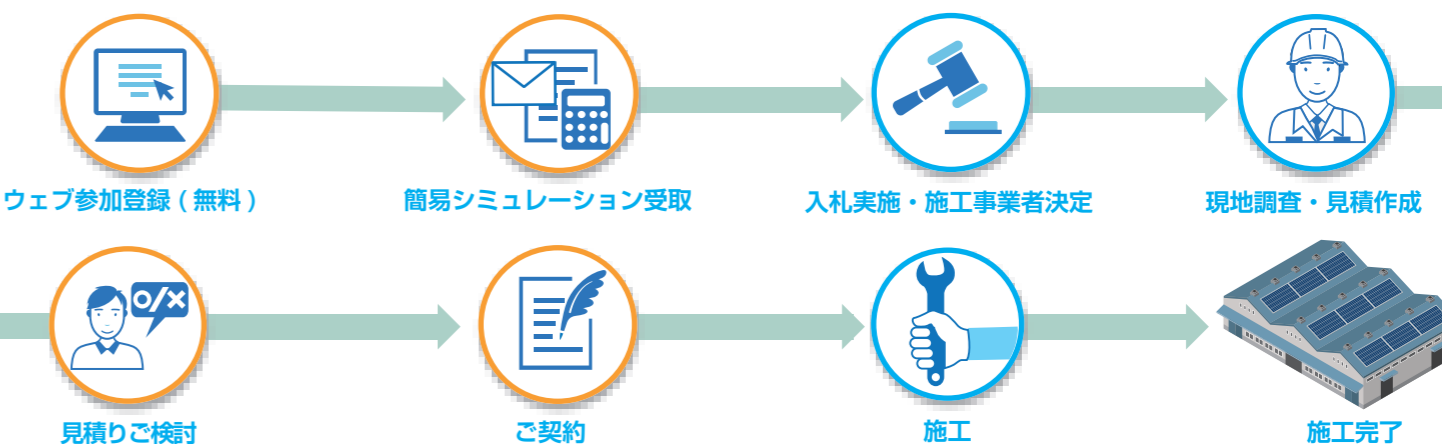 ウェブ参加登録 ( 無料 )
簡易シミュレーション受取
入札実施・施工事業者決定
現地調査・見積作成
O/×
見積りご検討
ご契約
施工
施工完了